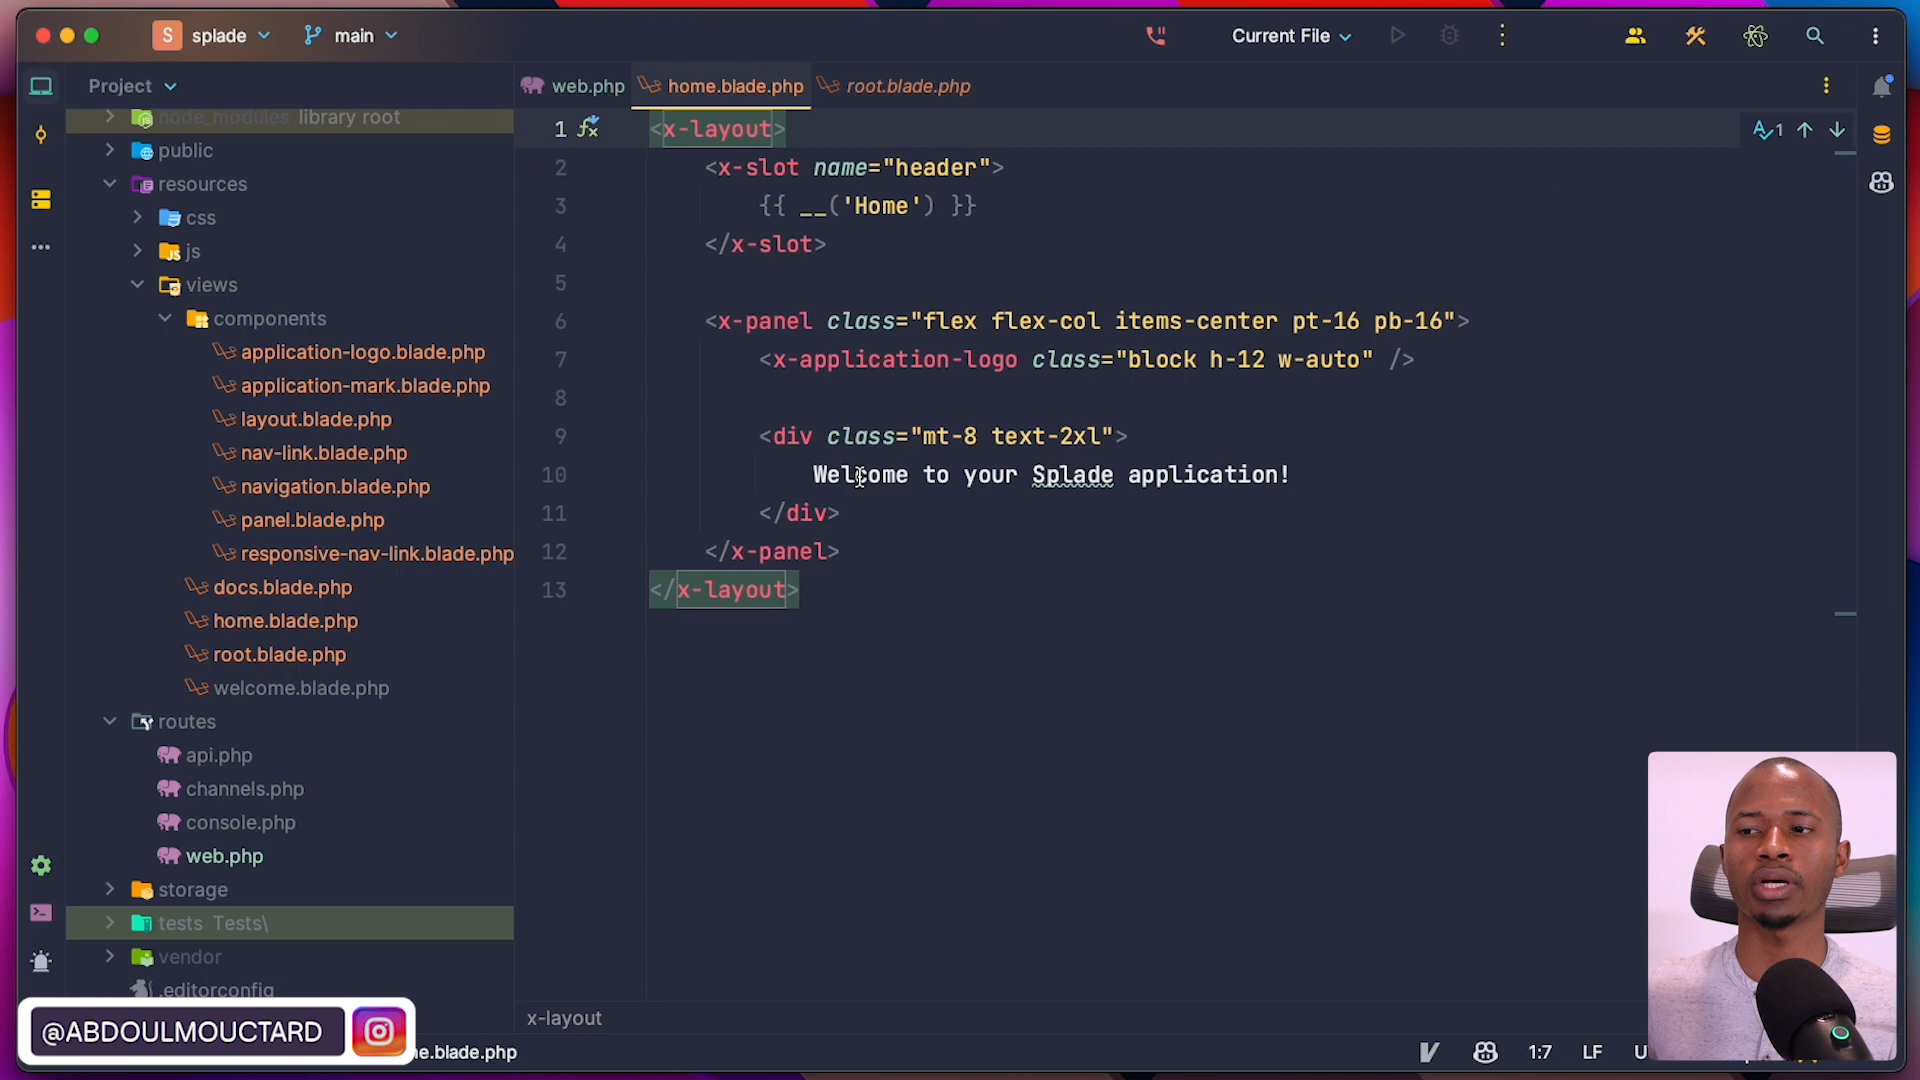 S splade main Current File
Project web.php home.blade.php root.blade.php
node_modules library root
public
resources
css
js
views
components
application-logo.blade.php
application-mark.blade.php
layout.blade.php
nav-link.blade.php
navigation.blade.php
panel.blade.php
responsive-nav-link.blade.php
docs.blade.php
home.blade.php
root.blade.php
welcome.blade.php
routes
api.php
channels.php
console.php
web.php
storage
tests Tests\
vendor
.editorconfig
1 <x-layout> 1
2 <x-slot name="header">
3 {{ __('Home') }}
4 </x-slot>
5
6 <x-panel class="flex flex-col items-center pt-16 pb-16">
7 <x-application-logo class="block h-12 w-auto" />
8
9 <div class="mt-8 text-2xl">
10 Welcome to your Splade application!
11 </div>
12 </x-panel>
13 </x-layout>
x-layout
@ABDOULMOUCTARD
me.blade.php 1:7 LF U